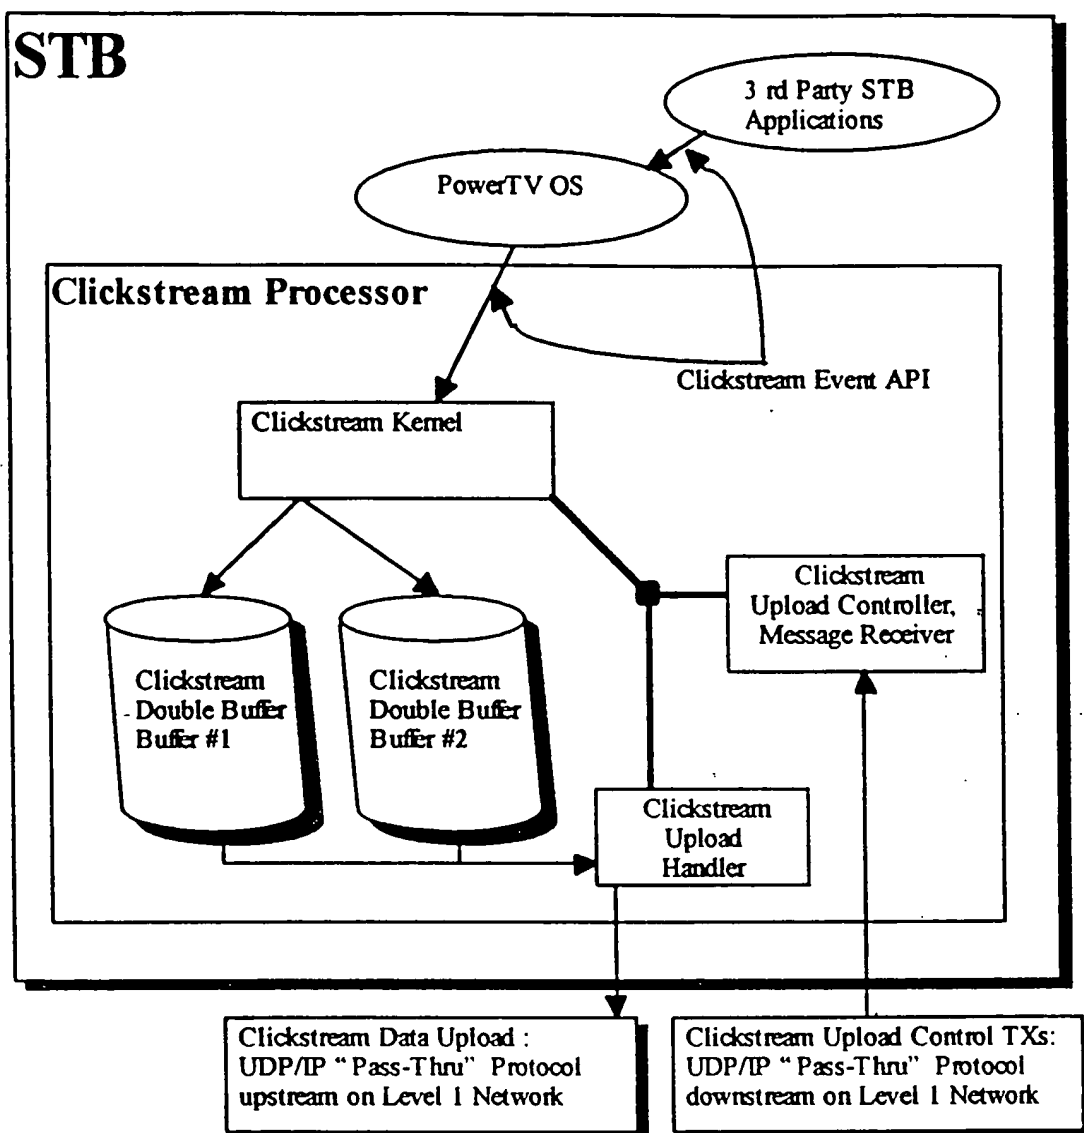 STB
3 rd Party STB
Applications
PowerTV OS
Clickstream Processor
Clickstream Event API
Clickstream Kernel
Clickstream
Upload Controller,
Message Receiver
Clickstream
Double Buffer
Buffer #1
Clickstream
Double Buffer
Buffer #2
Clickstream
Upload
Handler
Clickstream Data Upload :
UDP/IP “ Pass-Thru” Protocol
upstream on Level 1 Network
Clickstream Upload Control TXs:
UDP/IP “ Pass-Thru” Protocol
downstream on Level 1 Network